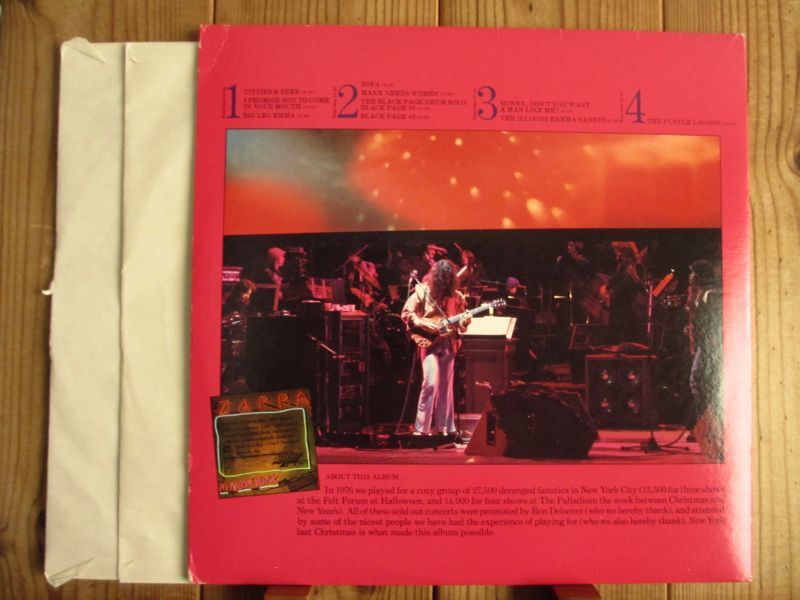 1
TITTIES & BEER
I PROMISE NOT TO COME
IN YOUR MOUTH
BIG LEG EMMA
2
SOFA
MANX NEEDS WOMEN
THE BLACK PAGE DRUM SOLO/
BLACK PAGE #1
BLACK PAGE #2
3
HONEY, DON'T YOU WANT
A MAN LIKE ME?
THE ILLINOIS ENEMA BANDIT
4
THE PURPLE LAGOON
ZAPPA
IN NEW YORK
ABOUT THIS ALBUM
In 1976 we played for a cozy group of 27,500 deranged fanatics in New York City (13,500 for three shows
at the Felt Forum at Halloween, and 14,000 for four shows at The Palladium the week between Christmas and
New Year's). All of these sold out concerts were promoted by Ron Delsener (who we hereby thank), and attended
by some of the nicest people we have had the experience of playing for (who we also hereby thank). New York
last Christmas is what made this album possible.